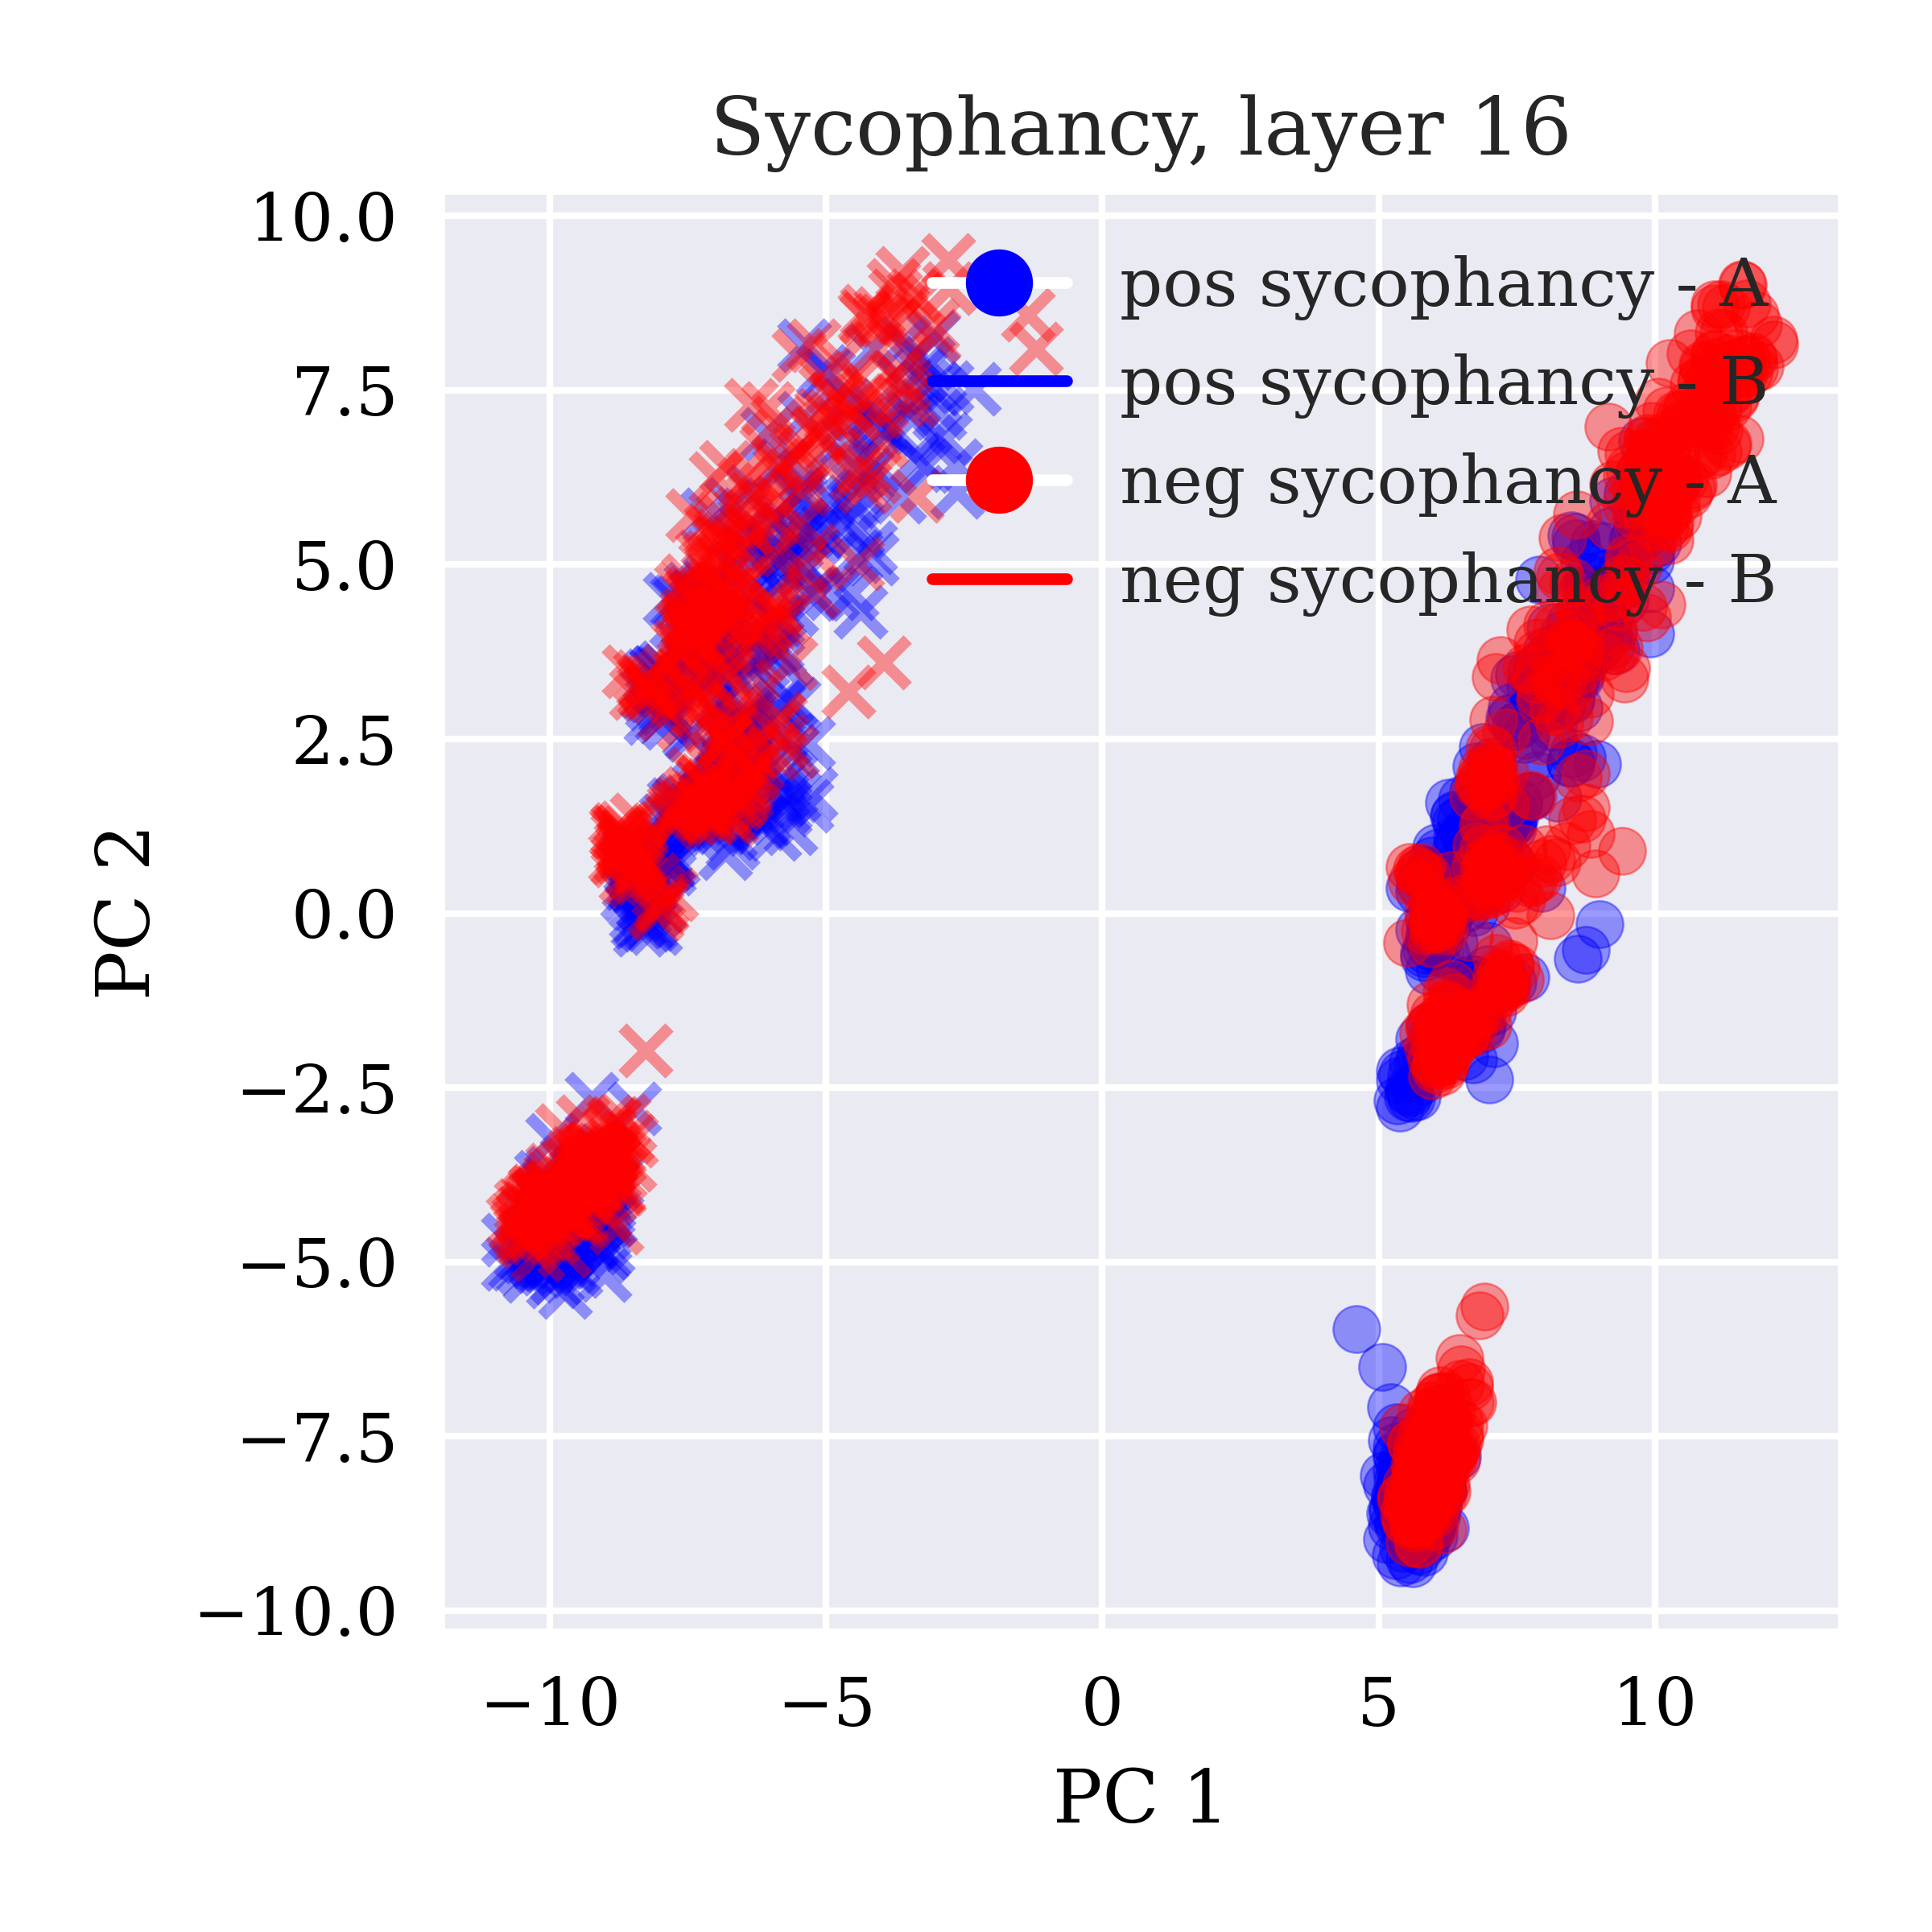 Sycophancy, layer 16
10.0
7.5
5.0
2.5
0.0
−2.5
−5.0
−7.5
−10.0
PC 2
pos sycophancy - A
pos sycophancy - B
neg sycophancy - A
neg sycophancy - B
−10 −5 0 5 10
PC 1